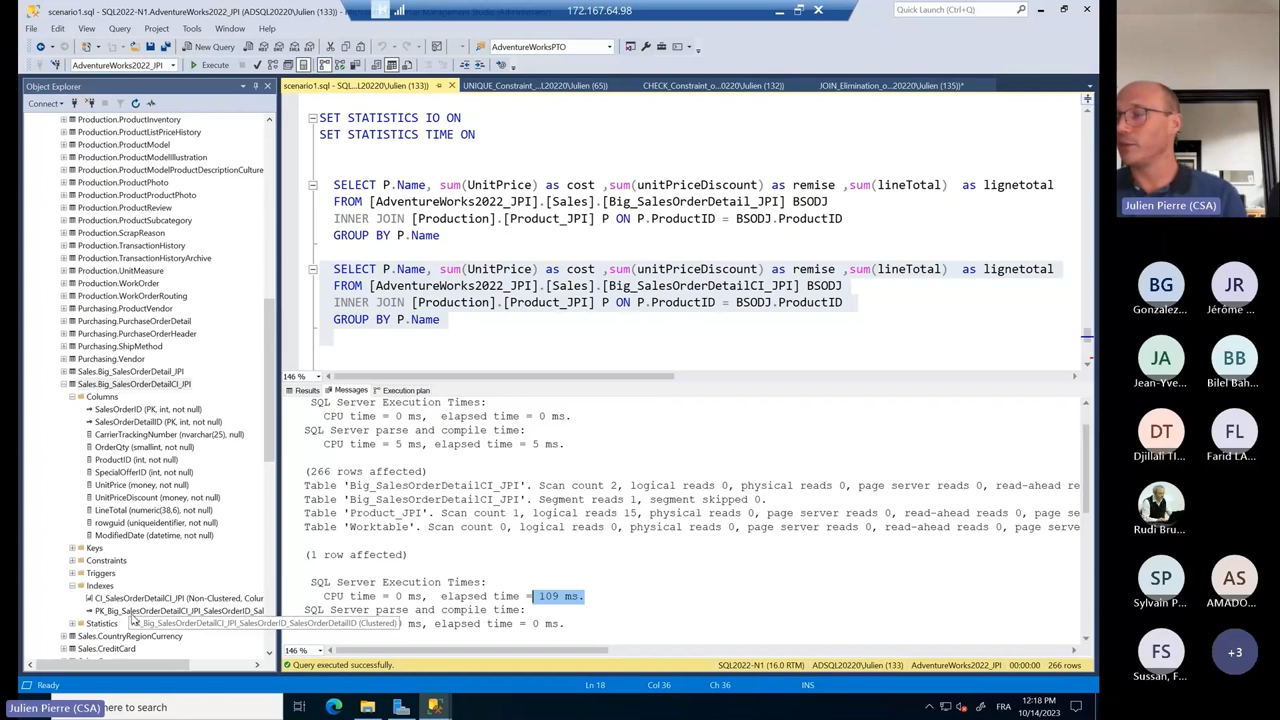 scenario1.sql - SQL2022-N1.AdventureWorks2022_JPI (ADSQL20220\Julien (133))
172.167.64.98
Quick Launch (Ctrl+Q)
File Edit View Query Project Tools Window Help
New Query
AdventureWorksPTO
AdventureWorks2022_JPI
Execute
Object Explorer
Connect
Production.ProductInventory
Production.ProductListPriceHistory
Production.ProductModel
Production.ProductModelIllustration
Production.ProductModelProductDescriptionCulture
Production.ProductPhoto
Production.ProductProductPhoto
Production.ProductReview
Production.ProductSubcategory
Production.ScrapReason
Production.TransactionHistory
Production.TransactionHistoryArchive
Production.UnitMeasure
Production.WorkOrder
Production.WorkOrderRouting
Purchasing.ProductVendor
Purchasing.PurchaseOrderDetail
Purchasing.PurchaseOrderHeader
Purchasing.ShipMethod
Purchasing.Vendor
Sales.Big_SalesOrderDetail_JPI
Sales.Big_SalesOrderDetailCI_JPI
Columns
SalesOrderID (PK, int, not null)
SalesOrderDetailID (PK, int, not null)
CarrierTrackingNumber (nvarchar(25), null)
OrderQty (smallint, not null)
ProductID (int, not null)
SpecialOfferID (int, not null)
UnitPrice (money, not null)
UnitPriceDiscount (money, not null)
LineTotal (numeric(38,6), not null)
rowguid (uniqueidentifier, not null)
ModifiedDate (datetime, not null)
Keys
Constraints
Triggers
Indexes
CI_SalesOrderDetailCI_JPI (Non-Clustered, Colur
PK_Big_SalesOrderDetailCI_JPI_SalesOrderID_Sal
Statistics
_Big_SalesOrderDetailCI_JPI_SalesOrderID_SalesOrderDetailID (Clustered)
Sales.CountryRegionCurrency
Sales.CreditCard
scenario1.sql - SQL...L20220\Julien (133))
UNIQUE_Constraint_...L20220\Julien (65))
CHECK_Constraint_o...0220\Julien (132))
JOIN_Elimination_o...0220\Julien (135))*
SET STATISTICS IO ON
SET STATISTICS TIME ON
SELECT P.Name, sum(UnitPrice) as cost ,sum(unitPriceDiscount) as remise ,sum(lineTotal) as lignetotal
FROM [AdventureWorks2022_JPI].[Sales].[Big_SalesOrderDetail_JPI] BSODJ
INNER JOIN [Production].[Product_JPI] P ON P.ProductID = BSODJ.ProductID
GROUP BY P.Name
SELECT P.Name, sum(UnitPrice) as cost ,sum(unitPriceDiscount) as remise ,sum(lineTotal) as lignetotal
FROM [AdventureWorks2022_JPI].[Sales].[Big_SalesOrderDetailCI_JPI] BSODJ
INNER JOIN [Production].[Product_JPI] P ON P.ProductID = BSODJ.ProductID
GROUP BY P.Name
146 %
Results Messages Execution plan
SQL Server Execution Times:
CPU time = 0 ms, elapsed time = 0 ms.
SQL Server parse and compile time:
CPU time = 5 ms, elapsed time = 5 ms.
(266 rows affected)
Table 'Big_SalesOrderDetailCI_JPI'. Scan count 2, logical reads 0, physical reads 0, page server reads 0, read-ahead re
Table 'Big_SalesOrderDetailCI_JPI'. Segment reads 1, segment skipped 0.
Table 'Product_JPI'. Scan count 1, logical reads 15, physical reads 0, page server reads 0, read-ahead reads 0, page se
Table 'Worktable'. Scan count 0, logical reads 0, physical reads 0, page server reads 0, read-ahead reads 0, page serve
(1 row affected)
SQL Server Execution Times:
CPU time = 0 ms, elapsed time = 109 ms.
SQL Server parse and compile time:
ms, elapsed time = 0 ms.
146 %
Query executed successfully.
SQL2022-N1 (16.0 RTM) ADSQL20220\Julien (133) AdventureWorks2022_JPI 00:00:00 266 rows
Ready
Ln 18 Col 36 Ch 36 INS
Julien Pierre (CSA)
here to search
FRA
12:18 PM
10/14/2023
Julien Pierre (CSA)
BG JR
Gonzalez... Jérôme ...
JA BB
Jean-Yve... Bilel Bah...
DT FL
Djillali TI... Farid LA...
Rudi Bru...
SP AS
Sylvain P... AMADO...
FS +3
Sussan, F...